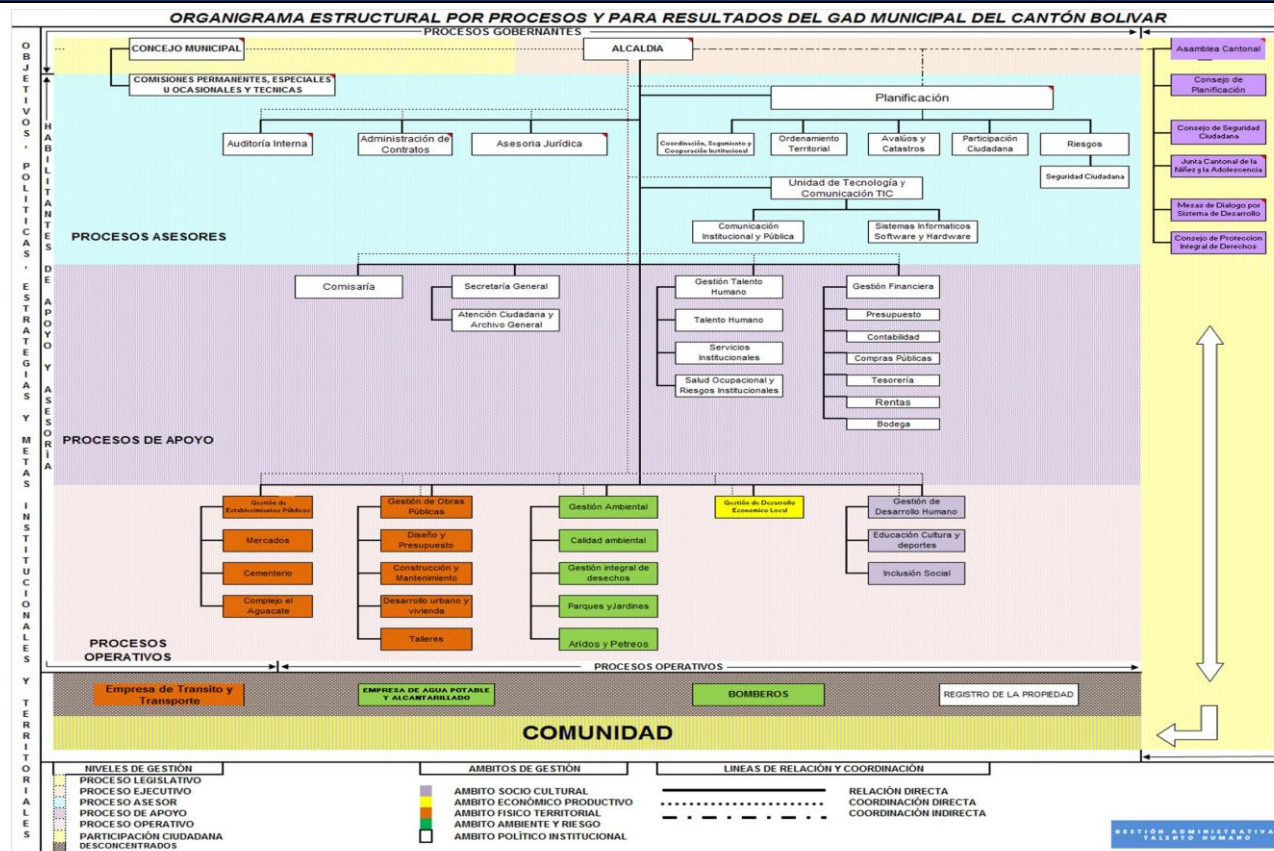 ORGANIGRAMA ESTRUCTURAL POR PROCESOS Y PARA RESULTADOS DEL GAD MUNICIPAL DEL CANTÓN BOLIVAR
PROCESOS GOBERNANTES
OBJETIVOS, POLITICAS, ESTRATEGIAS Y METAS INSTITUCIONALES Y TERRITORIALES
HABILITANTES DE APOYO Y ASESORÍA
CONCEJO MUNICIPAL
ALCALDIA
COMISIONES PERMANENTES, ESPECIALES
U OCASIONALES Y TECNICAS
Planificación
Auditoría Interna
Administración de
Contratos
Asesoria Jurídica
Coordinación, Seguimiento y
Cooperación Institucional
Ordenamiento
Territorial
Avalúos y
Catastros
Participación
Ciudadana
Riesgos
Seguridad Ciudadana
Unidad de Tecnología y
Comunicación TIC
Comunicación
Institucional y Pública
Sistemas Informaticos
Software y Hardware
PROCESOS ASESORES
Asamblea Cantonal
Consejo de
Planificación
Consejo de Seguridad
Ciudadana
Junta Cantonal de la
Niñez y la Adolescencia
Mesas de Dialogo por
Sistema de Desarrollo
Consejo de Proteccion
Integral de Derechos
Comisaría
Secretaría General
Atención Ciudadana y
Archivo General
Gestión Talento
Humano
Talento Humano
Servicios
Institucionales
Salud Ocupacional y
Riesgos Institucionales
Gestión Financiera
Presupuesto
Contabilidad
Compras Públicas
Tesorería
Rentas
Bodega
PROCESOS DE APOYO
Gestión de
Establecimientos Públicos
Mercados
Cementerio
Complejo el
Aguacate
Gestión de Obras
Públicas
Diseño y
Presupuesto
Construcción y
Mantenimiento
Desarrollo urbano y
vivienda
Talleres
Gestión Ambiental
Calidad ambiental
Gestión integral de
desechos
Parques yJardines
Aridos y Petreos
Gestión de Desarrollo
Economico Local
Gestión de
Desarrollo Humano
Educación Cultura y
deportes
Inclusión Social
PROCESOS
OPERATIVOS
PROCESOS OPERATIVOS
Empresa de Transito y
Transporte
EMPRESA DE AGUA POTABLE
Y ALCANTARILLADO
BOMBEROS
REGISTRO DE LA PROPIEDAD
COMUNIDAD
NIVELES DE GESTIÓN
PROCESO LEGISLATIVO
PROCESO EJECUTIVO
PROCESO ASESOR
PROCESO DE APOYO
PROCESO OPERATIVO
PARTICIPACIÓN CIUDADANA
DESCONCENTRADOS
AMBITOS DE GESTIÓN
AMBITO SOCIO CULTURAL
AMBITO ECONÓMICO PRODUCTIVO
AMBITO FISICO TERRITORIAL
AMBITO AMBIENTE Y RIESGO
AMBITO POLÍTICO INSTITUCIONAL
LINEAS DE RELACIÓN Y COORDINACIÓN
RELACIÓN DIRECTA
COORDINACIÓN DIRECTA
COORDINACIÓN INDIRECTA
GESTIÓN ADMINISTRATIVA
TALENTO HUMANO